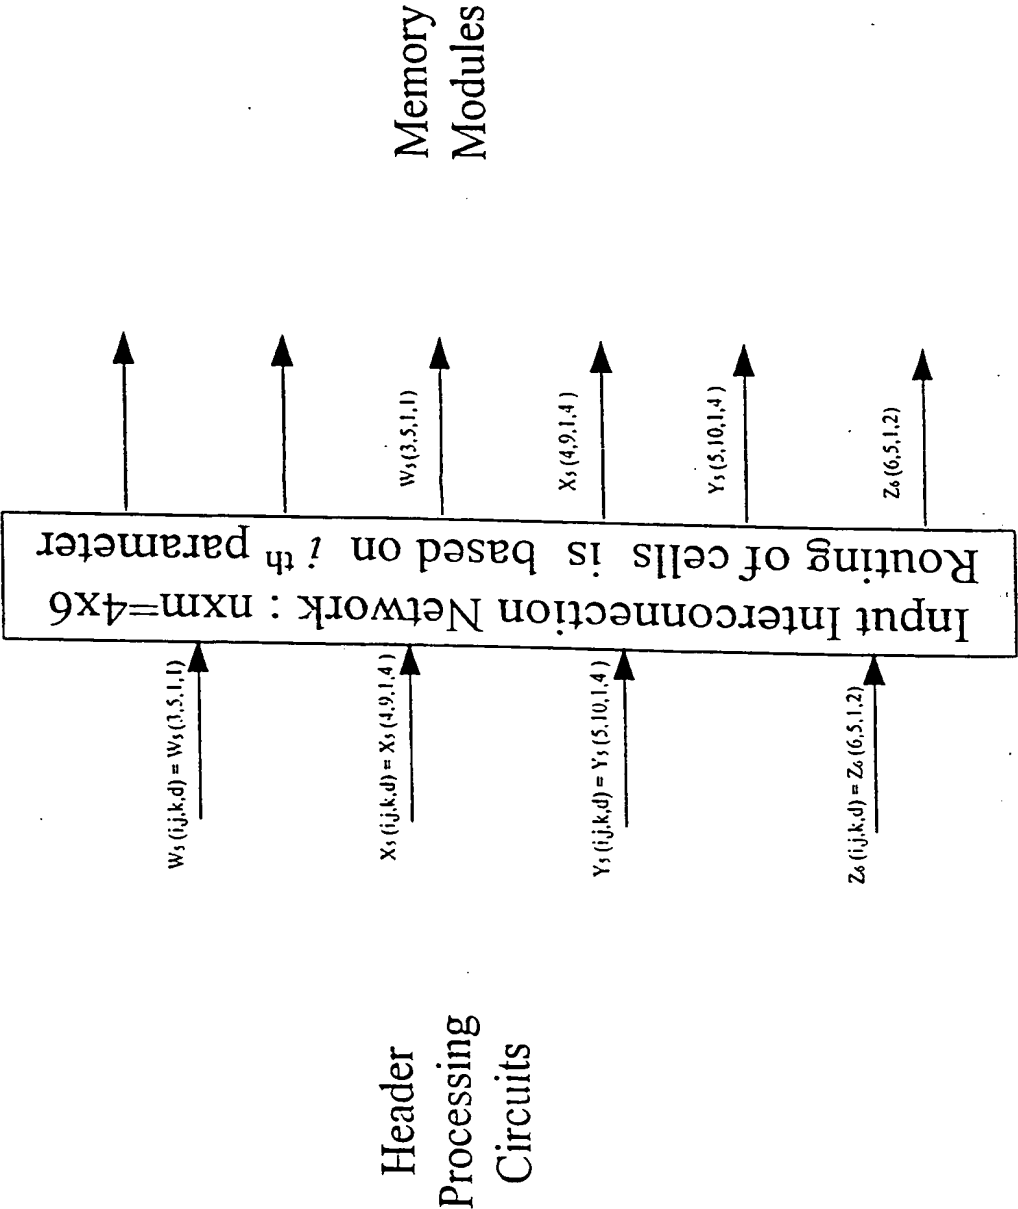 Header
Processing
Circuits
W₅ (i,j,k,d) = W₅ (3,5,1,1)
X₅ (i,j,k,d) = X₅ (4,9,1,4)
Y₅ (i,j,k,d) = Y₅ (5,10,1,4)
Z₆ (i,j,k,d) = Z₆ (6,5,1,2)
Input Interconnection Network : nxm=4x6
Routing of cells is based on i th parameter
W₅ (3,5,1,1)
X₅ (4,9,1,4)
Y₅ (5,10,1,4)
Z₆ (6,5,1,2)
Memory
Modules